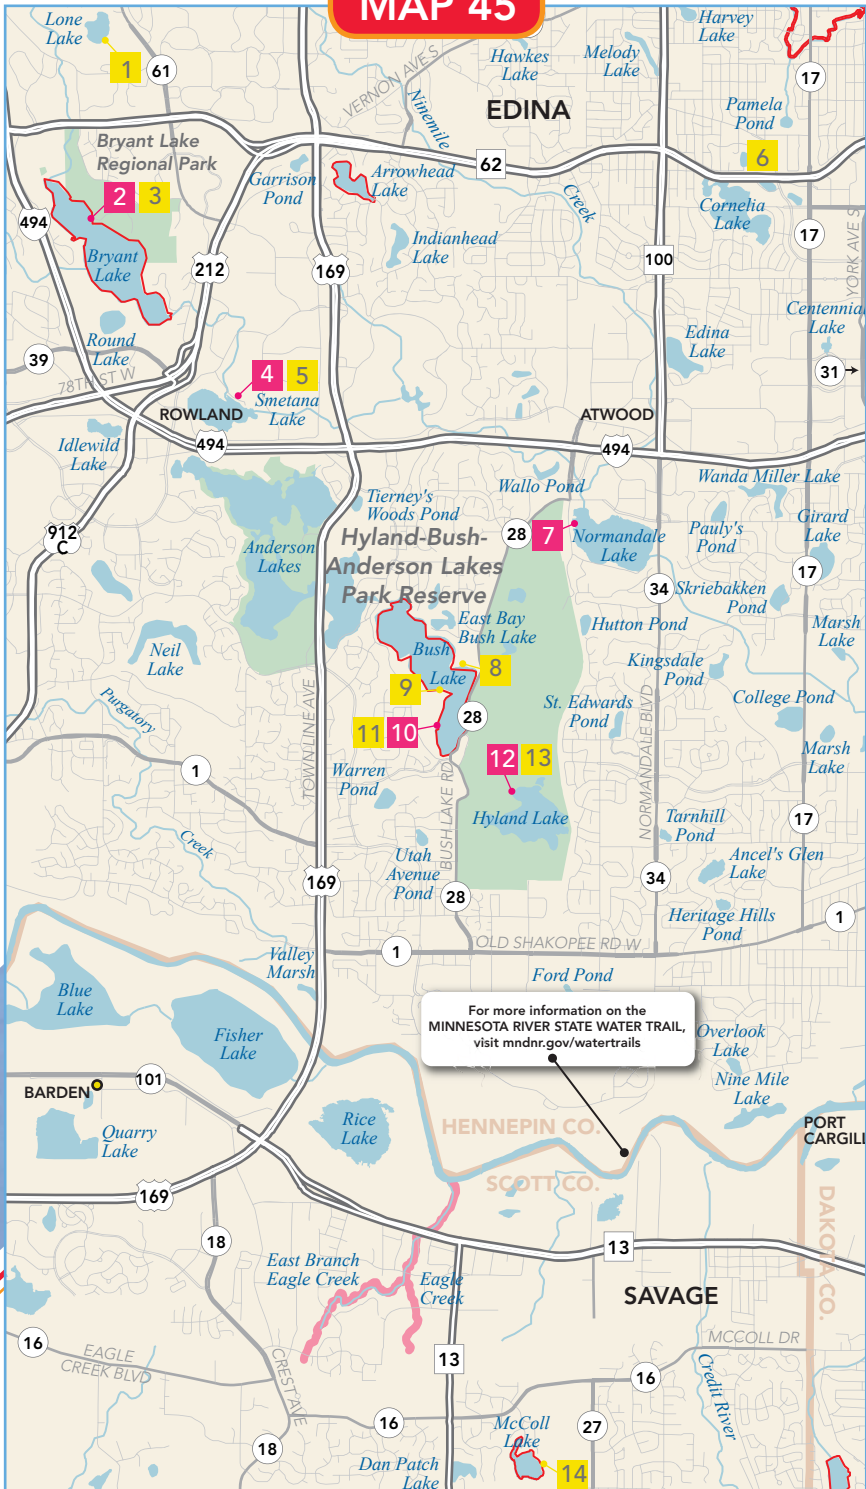 MAP 45
Lone
Lake
1
61
VERNON AVE S
Hawkes
Lake
Melody
Lake
Harvey
Lake
17
Ninemile
EDINA
Pamela
Pond
6
Bryant Lake
Regional Park
62
Garrison
Pond
Arrowhead
Lake
Creek
2
3
Cornelia
Lake
494
17
YORK AVE S
Indianhead
Lake
Bryant
Lake
212
169
100
Centennial
Lake
Round
Lake
Edina
Lake
39
78TH ST W
31
4
5
Smetana
Lake
ROWLAND
ATWOOD
494
494
Idlewild
Lake
Wanda Miller Lake
Wallo Pond
Tierney's
Woods Pond
912
C
Hyland-Bush-
Anderson Lakes
Park Reserve
28
7
Normandale
Lake
Pauly's
Pond
Girard
Lake
Anderson
Lakes
17
34
Skriebakken
Pond
East Bay
Bush Lake
Hutton Pond
Marsh
Lake
Neil
Lake
Bush
Lake
8
Kingsdale
Pond
9
Purgatory
St. Edwards
Pond
College Pond
28
11
10
TOWN LINE AVE
NORMANDALE BLVD
Marsh
Lake
1
12
13
Warren
Pond
BUSH LAKE RD
Hyland Lake
Tarnhill
Pond
17
Creek
Utah
Avenue
Pond
Ancel's Glen
Lake
169
34
28
Heritage Hills
Pond
1
OLD SHAKOPEE RD W
1
Valley
Marsh
Ford Pond
Blue
Lake
For more information on the
MINNESOTA RIVER STATE WATER TRAIL,
visit mndnr.gov/watertrails
Fisher
Lake
Overlook
Lake
101
BARDEN
Nine Mile
Lake
Rice
Lake
HENNEPIN CO.
PORT
CARGILL
Quarry
Lake
SCOTT CO.
169
DAKOTA CO.
18
13
East Branch
Eagle Creek
Eagle
Creek
SAVAGE
16
EAGLE
CREEK BLVD
MCCOLL DR
13
CREST AVE
16
Credit River
16
McColl
Lake
27
18
Dan Patch
Lake
14